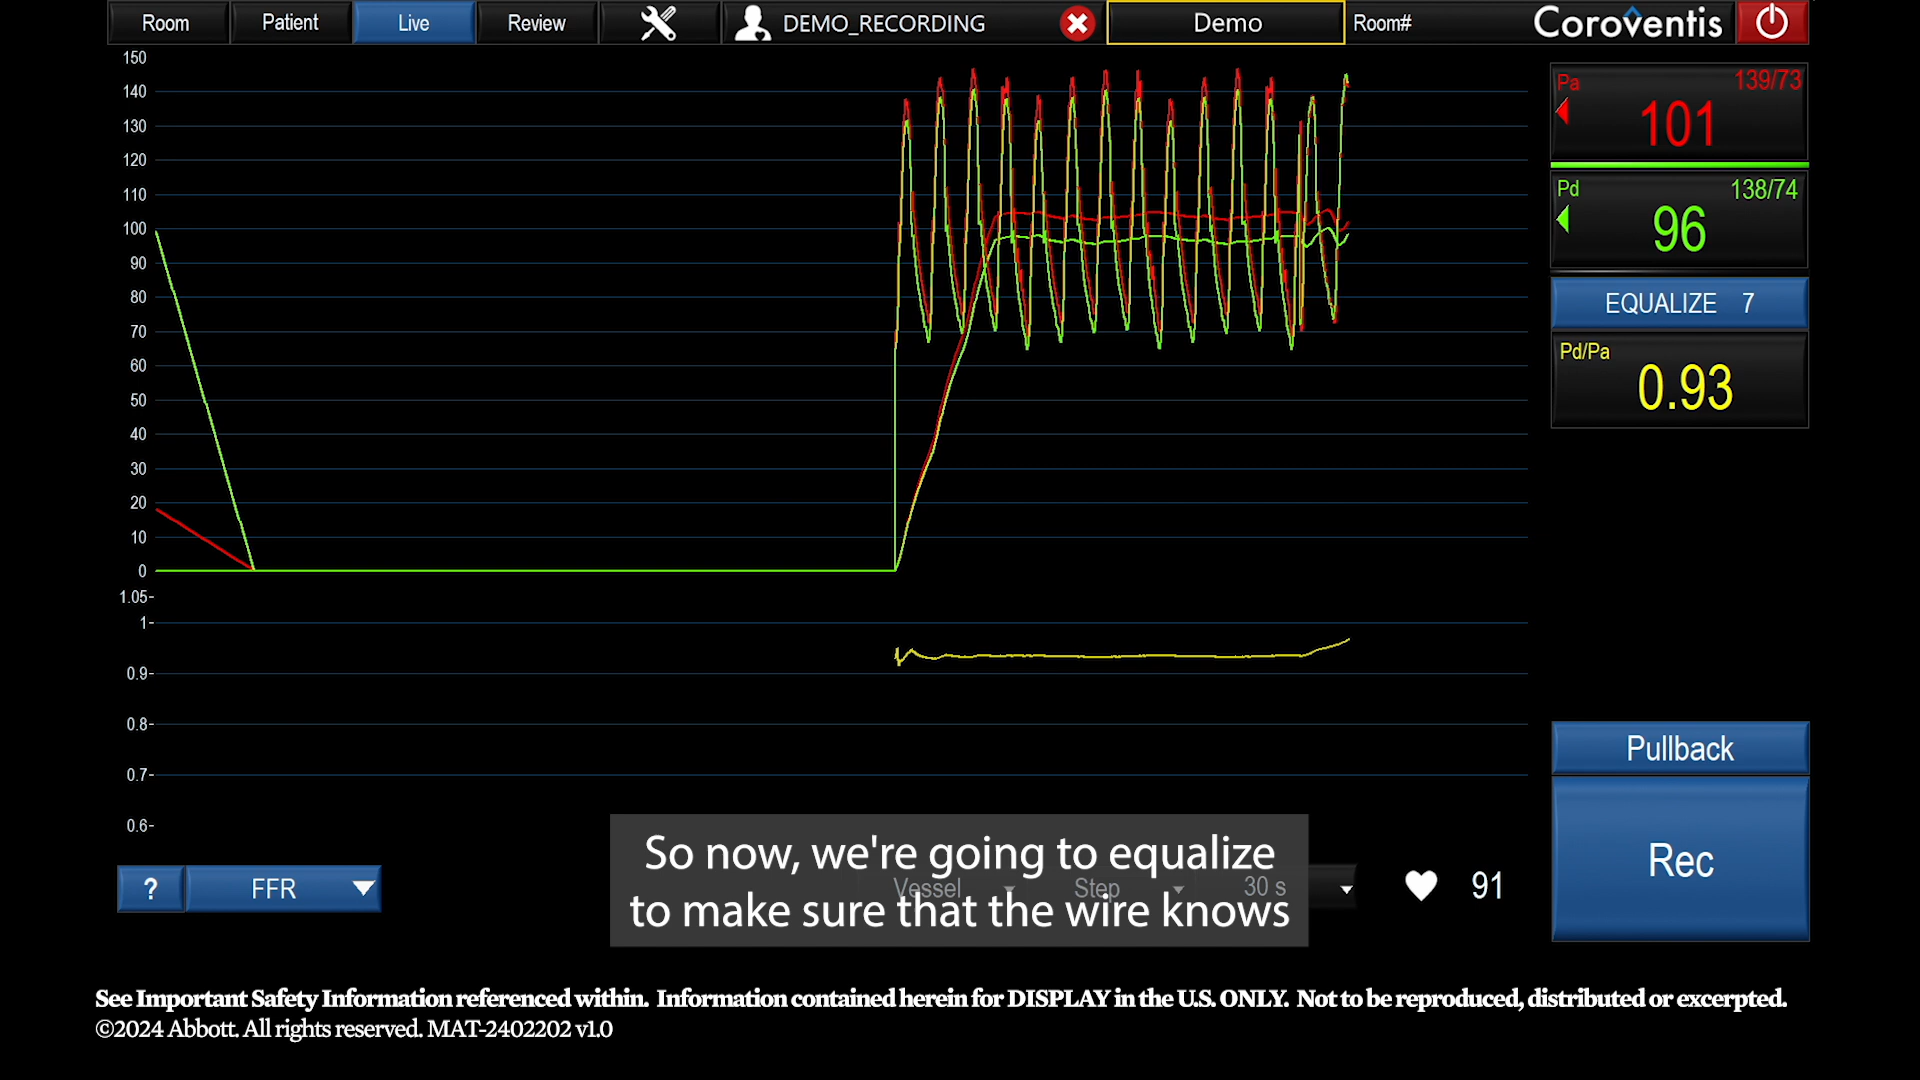 Room
Patient
Live
Review
DEMO_RECORDING
Demo
Room#
Coroventis
150
140
130
120
110
100
90
80
70
60
50
40
30
20
10
0
1.05-
1-
0.9-
0.8-
0.7-
0.6-
Pa 139/73
101
Pd 138/74
96
EQUALIZE 7
Pd/Pa
0.93
Pullback
Rec
? FFR
Vessel Step 30 s
91
So now, we're going to equalize
to make sure that the wire knows
See Important Safety Information referenced within. Information contained herein for DISPLAY in the U.S. ONLY. Not to be reproduced, distributed or excerpted.
©2024 Abbott. All rights reserved. MAT-2402202 v1.0